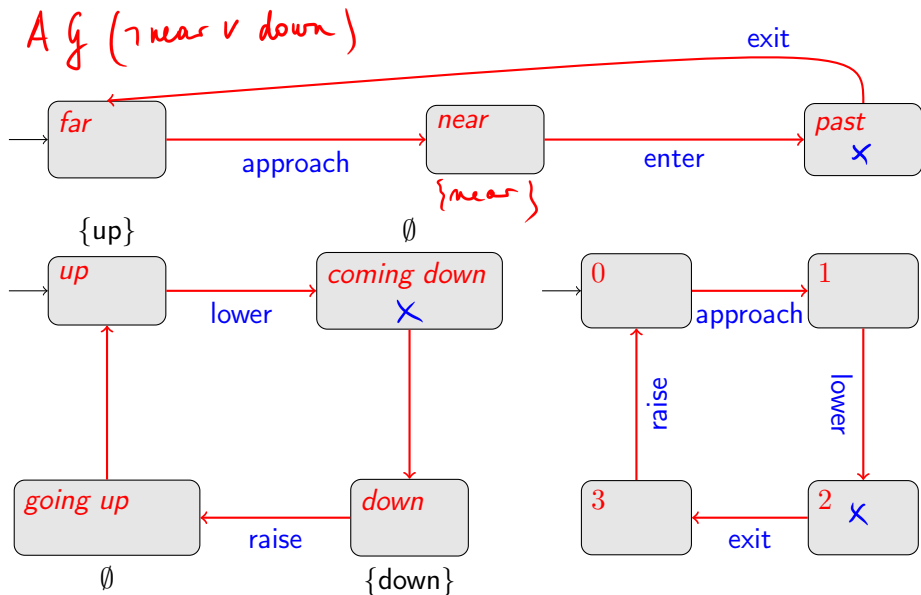 A G (¬near ∨ down)
exit
far
near
past
approach
enter
{near}
{up}
∅
up
coming down
0
1
lower
approach
raise
lower
going up
down
3
2
raise
exit
∅
{down}